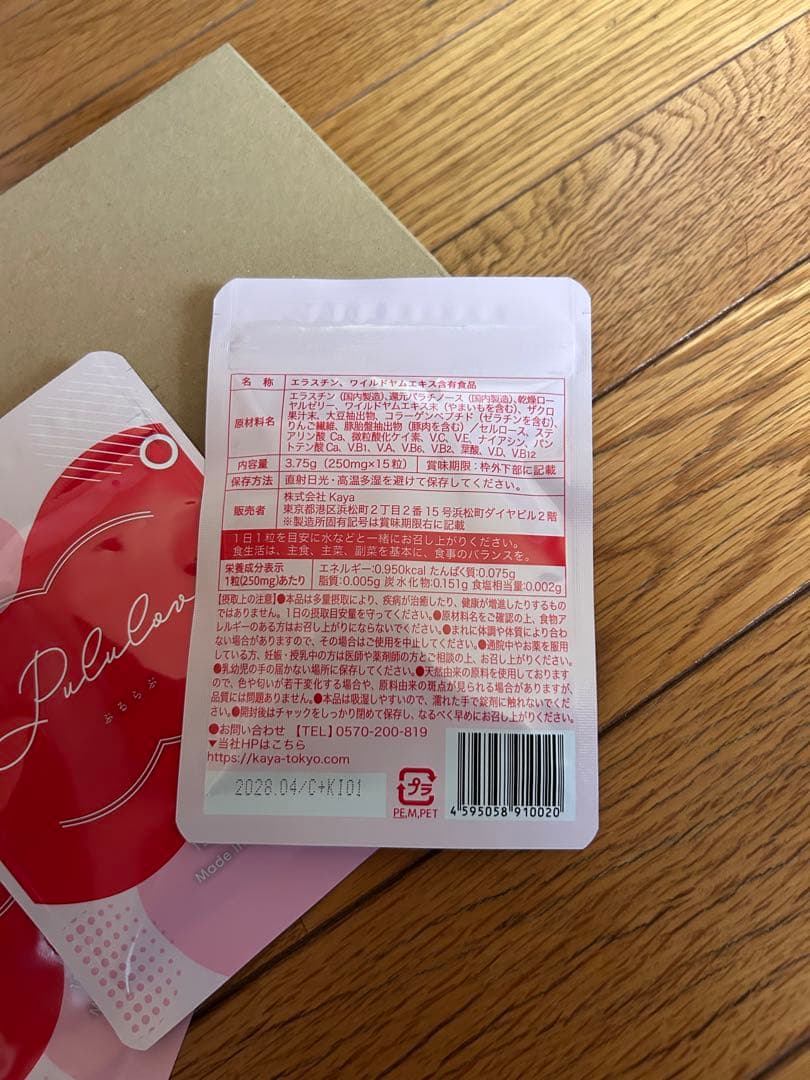 名　称　エラスチン、ワイルドヤムエキス含有食品
原材料名
エラスチン（国内製造）、還元パラチノース（国内製造）、乾燥ロー
ヤルゼリー、ワイルドヤムエキス末（やまいもを含む）、ザクロ
果汁末、大豆抽出物、コラーゲンペプチド（ゼラチンを含む）、
りんご繊維、豚胎盤抽出物（豚肉を含む）／セルロース、ステ
アリン酸 Ca、微粒酸化ケイ素、V.C、V.E、ナイアシン、パン
トテン酸 Ca、V.B1、V.A、V.B6、V.B2、葉酸、V.D、V.B12
内容量　3.75g（250mg×15粒）　賞味期限：枠外下部に記載
保存方法　直射日光・高温多湿を避けて保存してください。
販売者
株式会社 Kaya
東京都港区浜松町２丁目２番 15 号浜松町ダイヤビル２階
※製造所固有記号は賞味期限右に記載
1日１粒を目安に水などと一緒にお召し上がりください。
食生活は、主食、主菜、副菜を基本に、食事のバランスを。
栄養成分表示
1粒(250mg)あたり
エネルギー:0.950kcal たんぱく質:0.075g
脂質:0.005g 炭水化物:0.151g 食塩相当量:0.002g
【摂取上の注意】●本品は多量摂取により、疾病が治癒したり、健康が増進したりするもの
ではありません。1日の摂取目安量を守ってください。●原材料名をご確認の上、食物ア
レルギーのある方はお召し上がりにならないでください。●まれに体調や体質により合わ
ない場合がありますので、その場合はご使用を中止してください。●通院中やお薬を服用
している方、妊娠・授乳中の方は医師や薬剤師の方とご相談の上、お召し上がりください。
●乳幼児の手の届かない場所に保存してください。●天然由来の原料を使用しております
ので、色や匂いが若干変化する場合や、原料由来の斑点が見られる場合がありますが、
品質には問題ありません。●本品は吸湿しやすいので、濡れた手で錠剤に触れないでくだ
さい。●開封後はチャックをしっかり閉めて保存し、なるべく早めにお召し上がりください。
●お問い合わせ 【TEL】0570-200-819
▼当社HPはこちら
https://kaya-tokyo.com
2028.04/C+KI01
プラ
PE,M,PET
4 595058 910020
Pululov
ぷるらぶ
Made